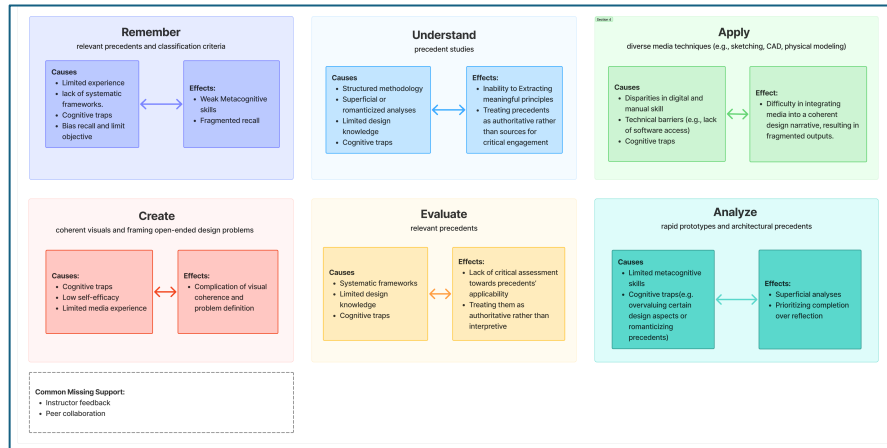 Remember
relevant precedents and classification criteria
Causes
• Limited experience
• lack of systematic
frameworks.
• Cognitive traps
• Bias recall and limit
objective
Effects:
• Weak Metacognitive
skills
• Fragmented recall
Understand
precedent studies
Causes
• Structured methodology
• Superficial or
romanticized analyses
• Limited design
knowledge
• Cognitive traps
Effects:
• Inability to Extracting
meaningful principles
• Treating precedents
as authoritative rather
than sources for
critical engagement
Section 4
Apply
diverse media techniques (e.g., sketching, CAD, physical modeling)
Causes
• Disparities in digital and
manual skill
• Technical barriers (e.g., lack
of software access)
• Cognitive traps
Effect:
• Difficulty in integrating
media into a coherent
design narrative, resulting in
fragmented outputs.
Create
coherent visuals and framing open-ended design problems
Causes:
• Cognitive traps
• Low self-efficacy
• Limited media experience
Effects:
• Complication of visual
coherence and
problem definition
Evaluate
relevant precedents
Causes
• Systematic frameworks
• Limited design
knowledge
• Cognitive traps
Effects:
• Lack of critical assessment
towards precedents'
applicability
• Treating them as
authoritative rather than
interpretive
Analyze
rapid prototypes and architectural precedents
Causes
• Limited metacognitive
skills
• Cognitive traps(e.g.
overvaluing certain
design aspects or
romanticizing
precedents)
Effects:
• Superficial analyses
• Prioritizing completion
over reflection
Common Missing Support:
• Instructor feedback
• Peer collaboration